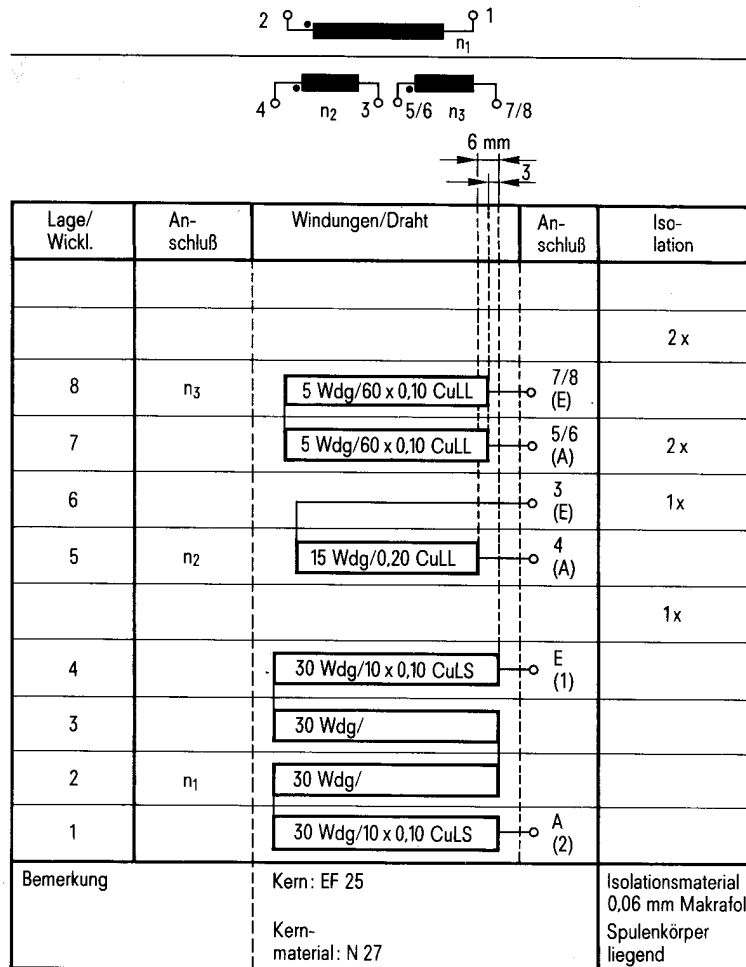 2 1
n1
4 n2 3 5/6 n3 7/8
6 mm
3
Lage/ Wickl.
An- schluß
Windungen/Draht
An- schluß
Iso- lation
2 x
8 n3 5 Wdg/60 x 0,10 CuLL 7/8 (E)
7 5 Wdg/60 x 0,10 CuLL 5/6 (A) 2 x
6 3 (E) 1x
5 n2 15 Wdg/0,20 CuLL 4 (A)
1x
4 30 Wdg/10 x 0,10 CuLS E (1)
3 30 Wdg/
2 n1 30 Wdg/
1 30 Wdg/10 x 0,10 CuLS A (2)
Bemerkung
Kern: EF 25
Kern-
material: N 27
Isolationsmaterial
0,06 mm Makrafol
Spulenkörper
liegend